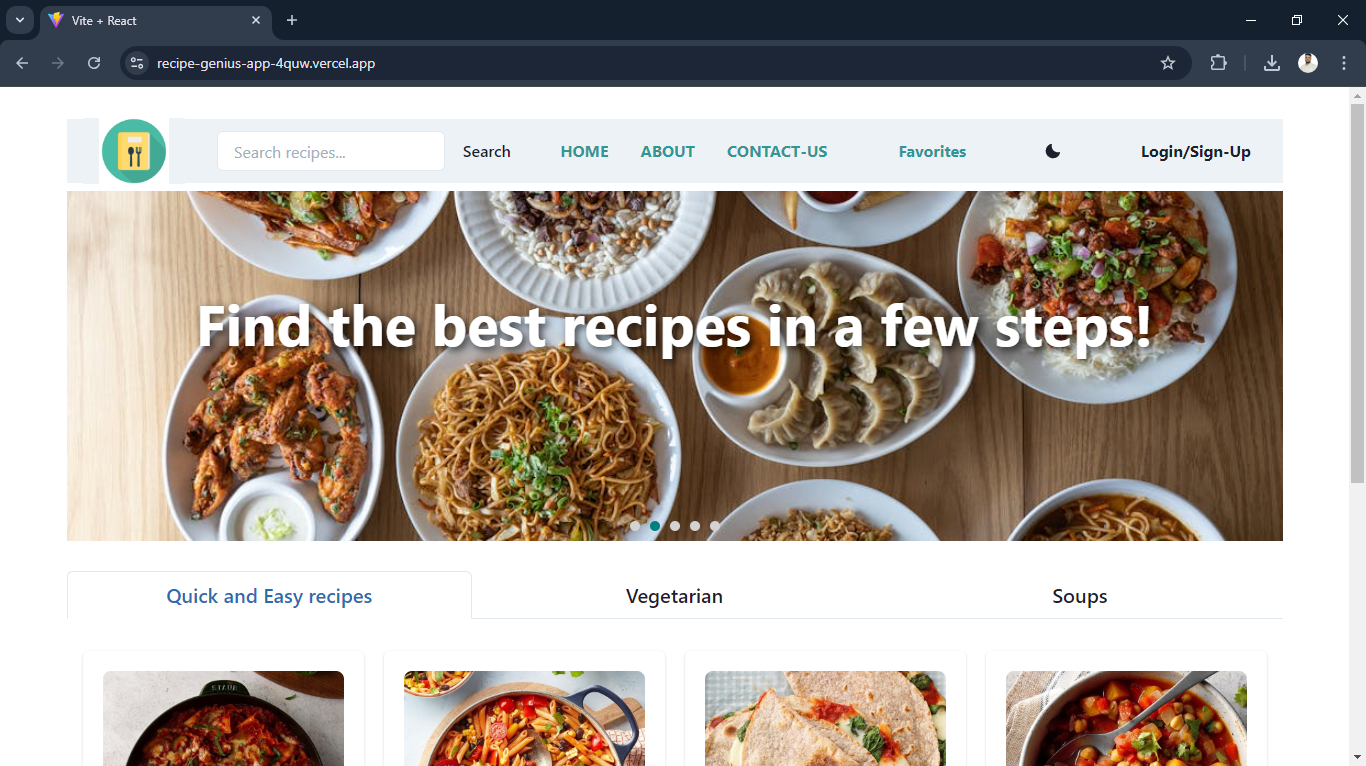 Vite + React
recipe-genius-app-4quw.vercel.app
Search recipes...
Search
HOME
ABOUT
CONTACT-US
Favorites
Login/Sign-Up
Find the best recipes in a few steps!
Quick and Easy recipes
Vegetarian
Soups
STAUB